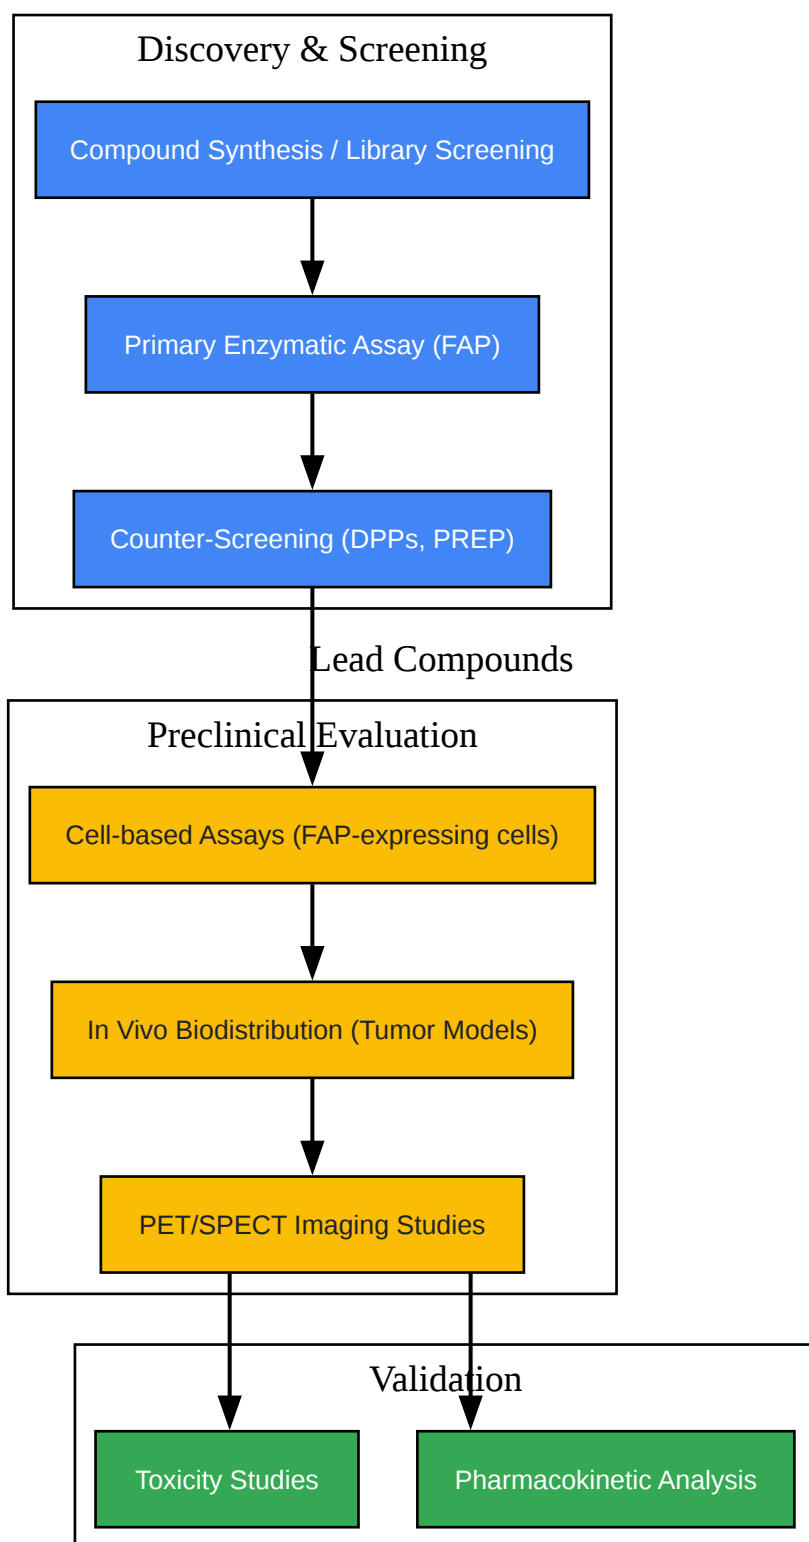 Discovery & Screening
Compound Synthesis / Library Screening
Primary Enzymatic Assay (FAP)
Counter-Screening (DPPs, PREP)
Lead Compounds
Preclinical Evaluation
Cell-based Assays (FAP-expressing cells)
In Vivo Biodistribution (Tumor Models)
PET/SPECT Imaging Studies
Validation
Toxicity Studies
Pharmacokinetic Analysis